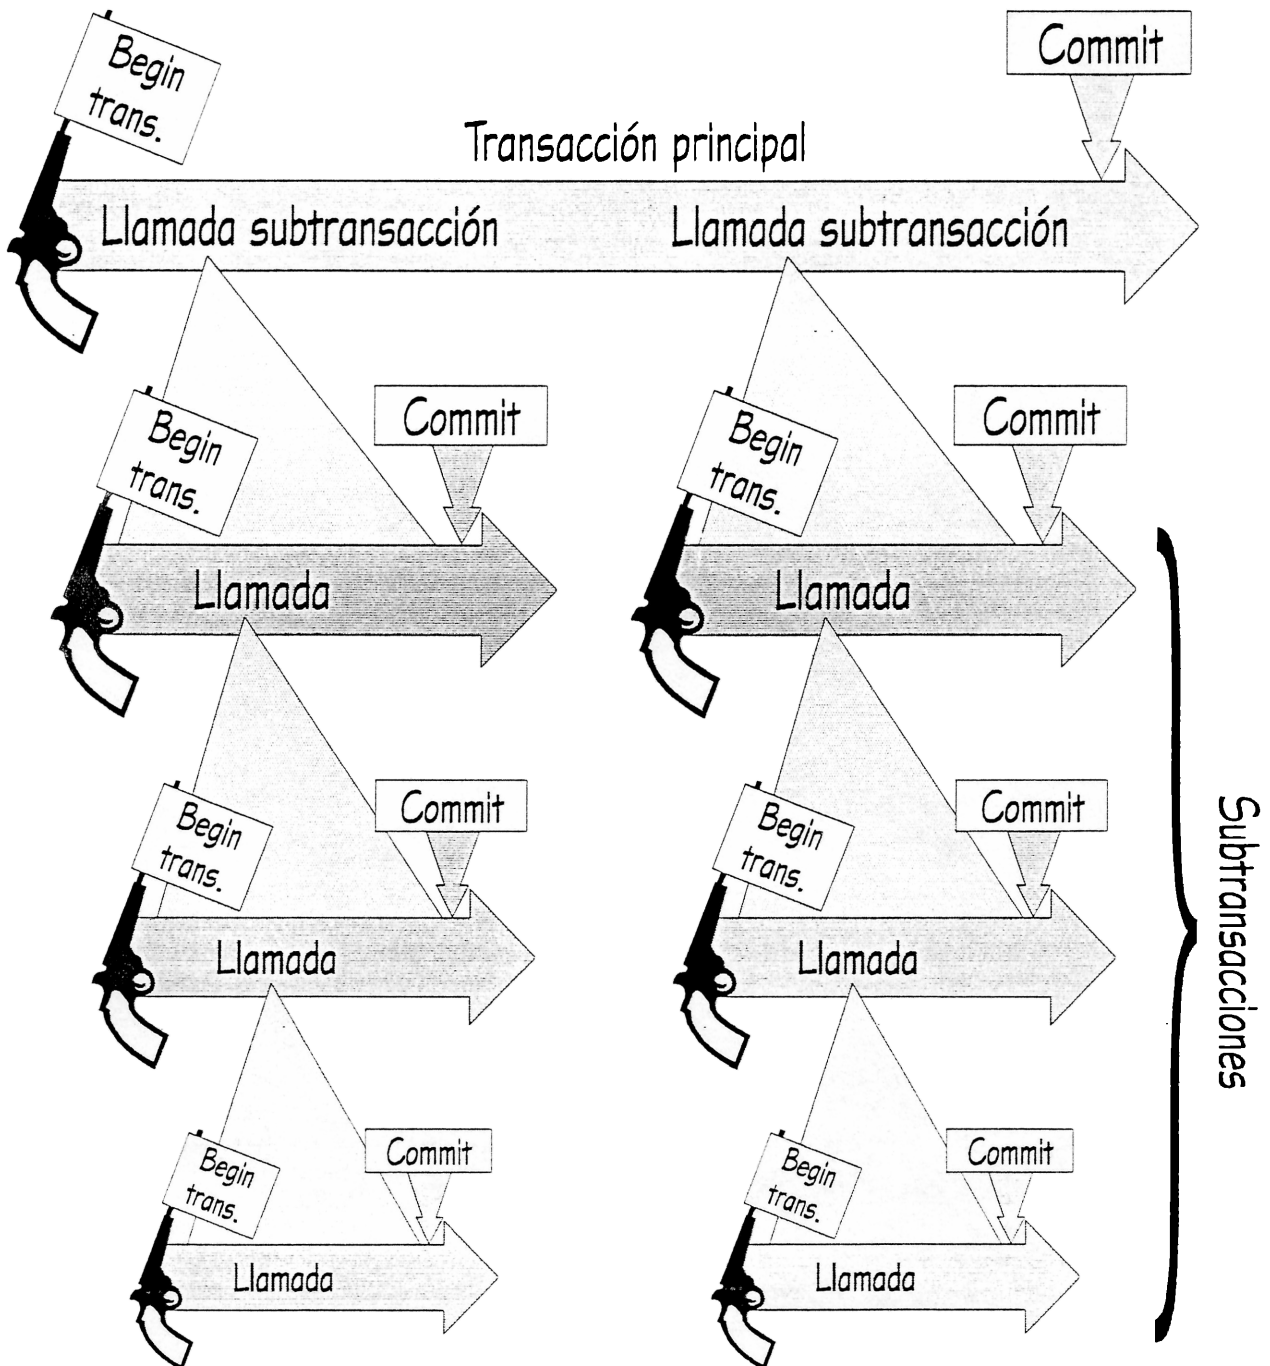 Begin
trans.
Commit
Transacción principal
Llamada subtransacción
Llamada subtransacción
Begin
trans.
Commit
Begin
trans.
Commit
Llamada
Llamada
Begin
trans.
Commit
Begin
trans.
Commit
Llamada
Llamada
Begin
trans.
Commit
Begin
trans.
Commit
Llamada
Llamada
Subtransacciones